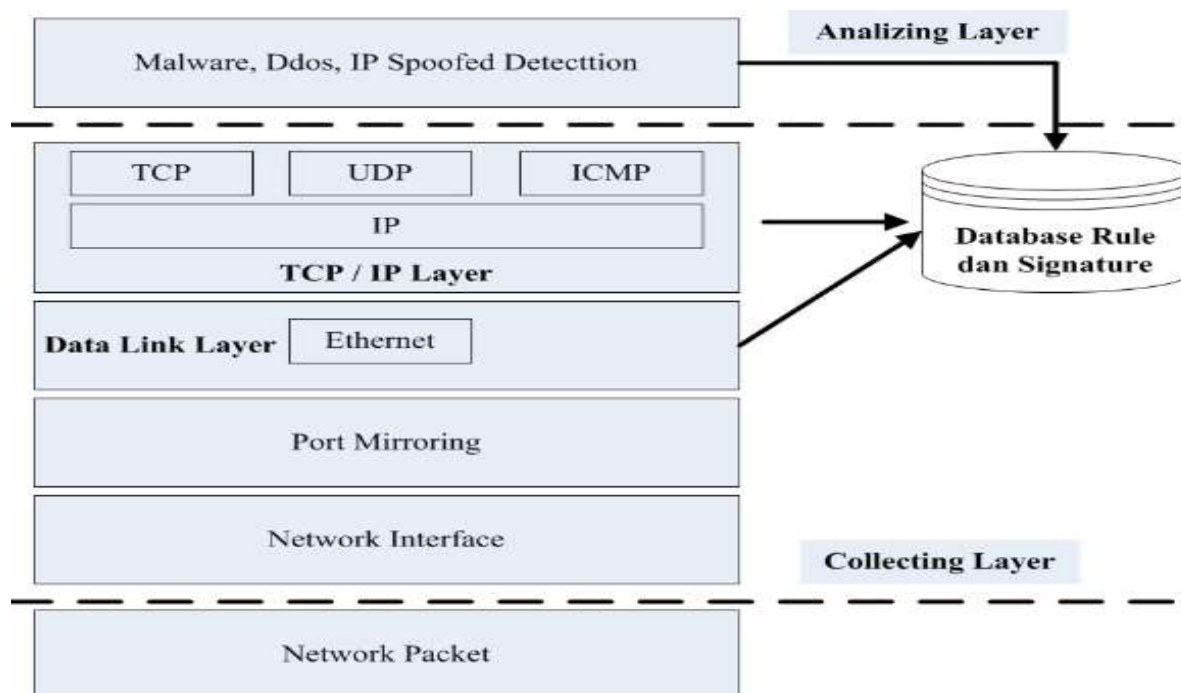 Analizing Layer
Malware, Ddos, IP Spoofed Detecttion
TCP
UDP
ICMP
IP
TCP / IP Layer
Database Rule
dan Signature
Data Link Layer
Ethernet
Port Mirroring
Network Interface
Collecting Layer
Network Packet